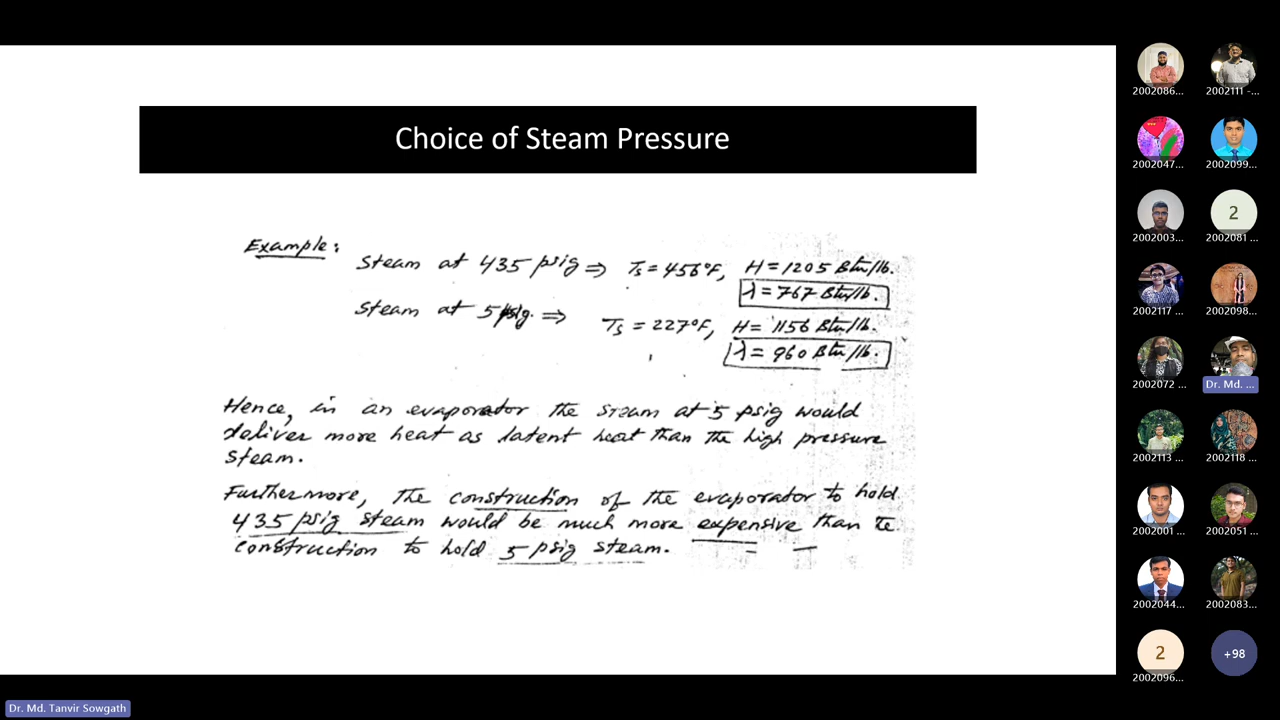 Choice of Steam Pressure
Example:
Steam at 435 psig ⇒ Ts = 456°F, H = 1205 Btu/lb.
λ = 767 Btu/lb.
Steam at 5 psig. ⇒ Ts = 227°F, H = 1156 Btu/lb.
λ = 960 Btu/lb.
Hence, in an evaporator the steam at 5 psig would
deliver more heat as latent heat than the high pressure
steam.
Furthermore, the construction of the evaporator to hold
435 psig steam would be much more expensive than te
construction to hold 5 psig steam.
2002086... 2002111 -...
2002047... 2002099...
2
2002003... 2002081 ...
2002117 ... 2002098...
2002072 ... Dr. Md. ...
2002113 ... 2002118 ...
2002001 ... 2002051 ...
2002044... 2002083...
2 +98
2002096...
Dr. Md. Tanvir Sowgath